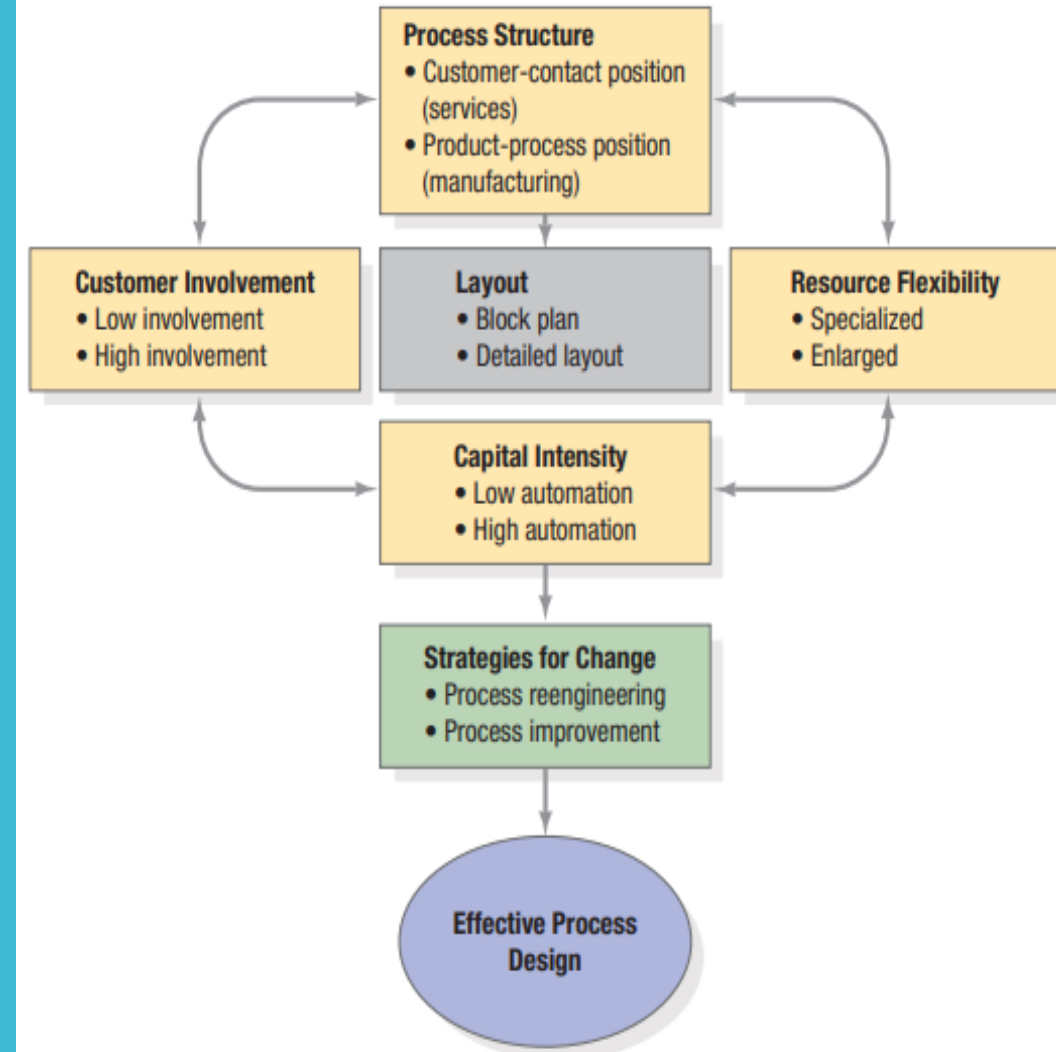 Process Structure
• Customer-contact position
(services)
• Product-process position
(manufacturing)
Customer Involvement
• Low involvement
• High involvement
Layout
• Block plan
• Detailed layout
Resource Flexibility
• Specialized
• Enlarged
Capital Intensity
• Low automation
• High automation
Strategies for Change
• Process reengineering
• Process improvement
Effective Process
Design